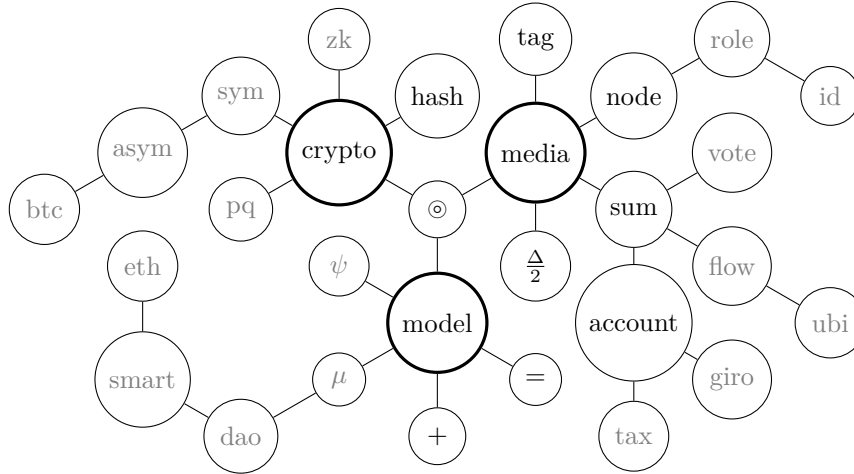 zk
tag
role
sym
hash
node
id
asym
crypto
media
vote
btc
pq
⊚
sum
eth
ψ
Δ/2
flow
model
account
ubi
smart
μ
=
giro
dao
+
tax